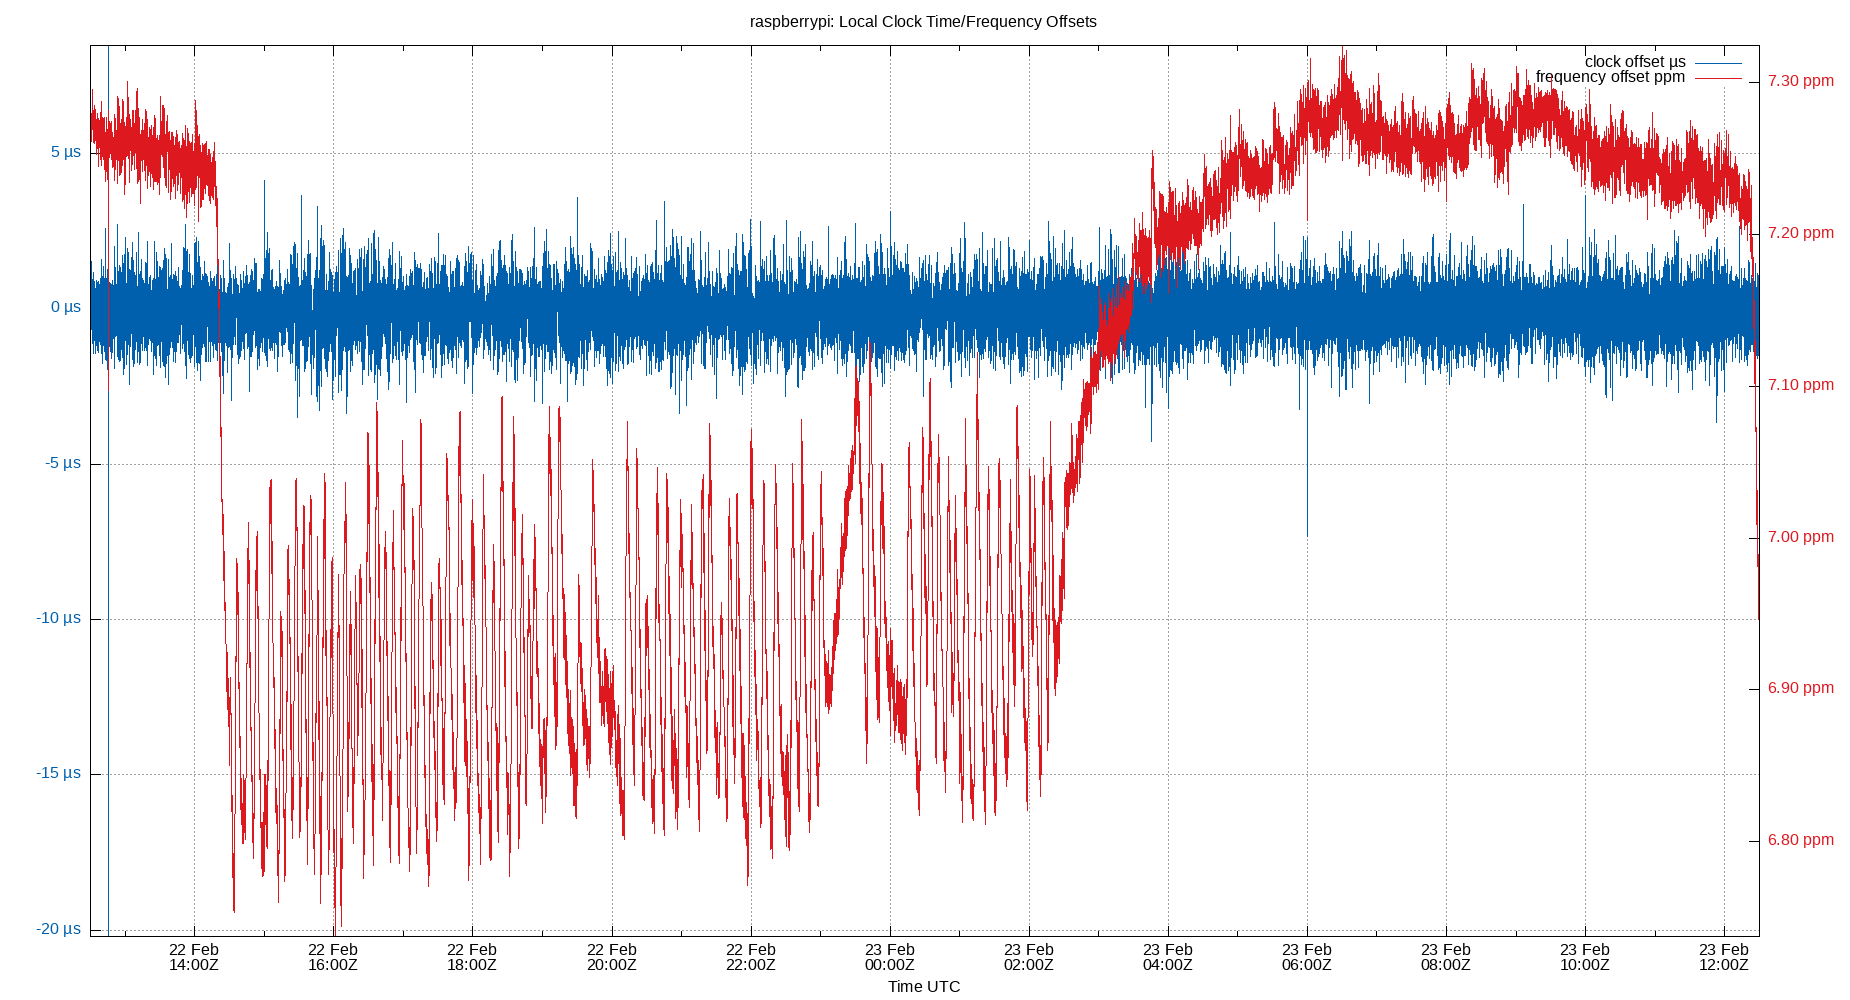 raspberrypi: Local Clock Time/Frequency Offsets
clock offset µs
frequency offset ppm
5 µs
0 µs
-5 µs
-10 µs
-15 µs
-20 µs
7.30 ppm
7.20 ppm
7.10 ppm
7.00 ppm
6.90 ppm
6.80 ppm
22 Feb
14:00Z
22 Feb
16:00Z
22 Feb
18:00Z
22 Feb
20:00Z
22 Feb
22:00Z
23 Feb
00:00Z
23 Feb
02:00Z
23 Feb
04:00Z
23 Feb
06:00Z
23 Feb
08:00Z
23 Feb
10:00Z
23 Feb
12:00Z
Time UTC